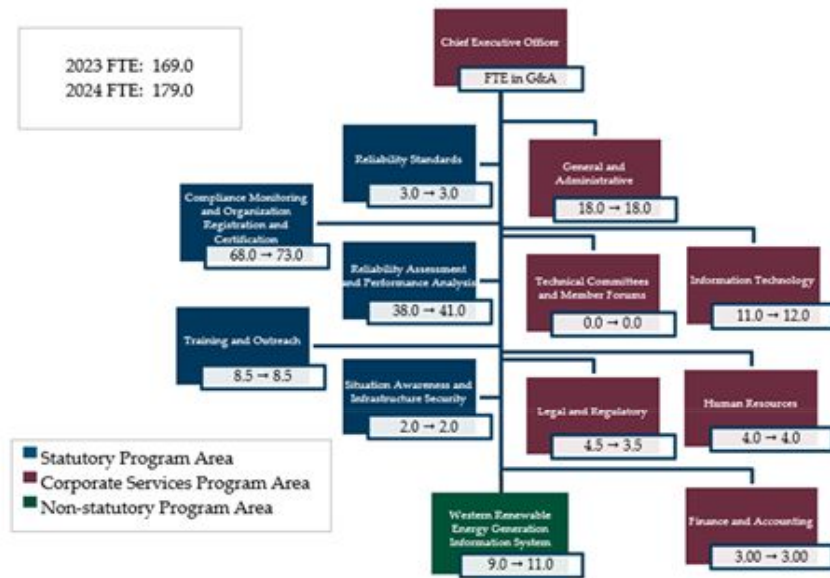 2023 FTE: 169.0
2024 FTE: 179.0
Chief Executive Officer
FTE in G&A
Reliability Standards
3.0 → 3.0
General and
Administrative
18.0 → 18.0
Compliance Monitoring
and Organization
Registration and
Certification
68.0 → 73.0
Reliability Assessment
and Performance Analysis
38.0 → 41.0
Technical Committees
and Member Forums
0.0 → 0.0
Information Technology
11.0 → 12.0
Training and Outreach
8.5 → 8.5
Situation Awareness and
Infrastructure Security
2.0 → 2.0
Legal and Regulatory
4.5 → 3.5
Human Resources
4.0 → 4.0
Statutory Program Area
Corporate Services Program Area
Non-statutory Program Area
Western Renewable
Energy Generation
Information System
9.0 → 11.0
Finance and Accounting
3.00 → 3.00